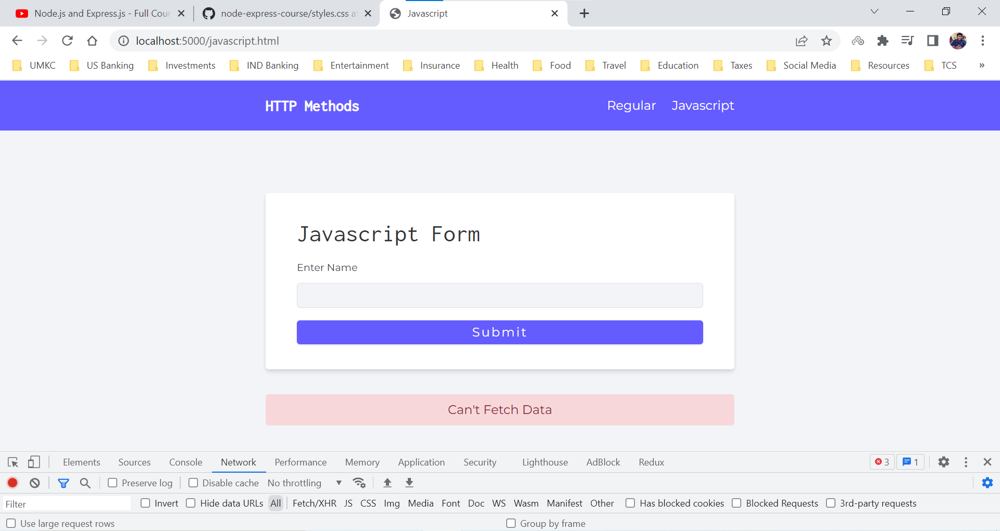 Node.js and Express.js - Full Cour
node-express-course/styles.css at
Javascript
localhost:5000/javascript.html
UMKC US Banking Investments IND Banking Entertainment Insurance Health Food Travel Education Taxes Social Media Resources TCS »
HTTP Methods Regular Javascript
Javascript Form
Enter Name
Submit
Can't Fetch Data
Elements Sources Console Network Performance Memory Application Security Lighthouse AdBlock Redux 3 1
Preserve log Disable cache No throttling
Filter Invert Hide data URLs All Fetch/XHR JS CSS Img Media Font Doc WS Wasm Manifest Other Has blocked cookies Blocked Requests 3rd-party requests
Use large request rows Group by frame